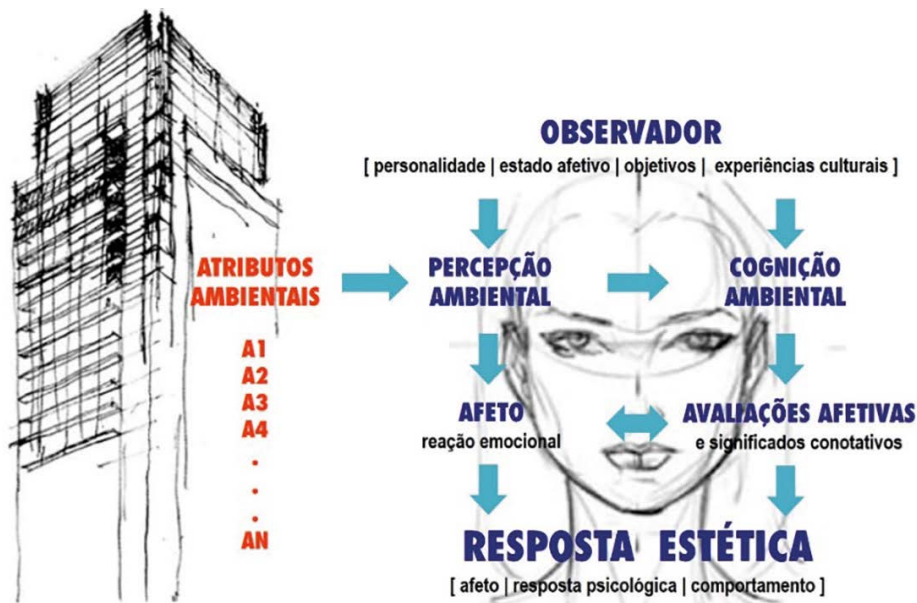 OBSERVADOR
[ personalidade | estado afetivo | objetivos | experiências culturais ]
ATRIBUTOS
AMBIENTAIS
A1
A2
A3
A4
.
.
.
AN
PERCEPÇÃO
AMBIENTAL
COGNIÇÃO
AMBIENTAL
AFETO
reação emocional
AVALIAÇÕES AFETIVAS
e significados conotativos
RESPOSTA ESTÉTICA
[ afeto | resposta psicológica | comportamento ]